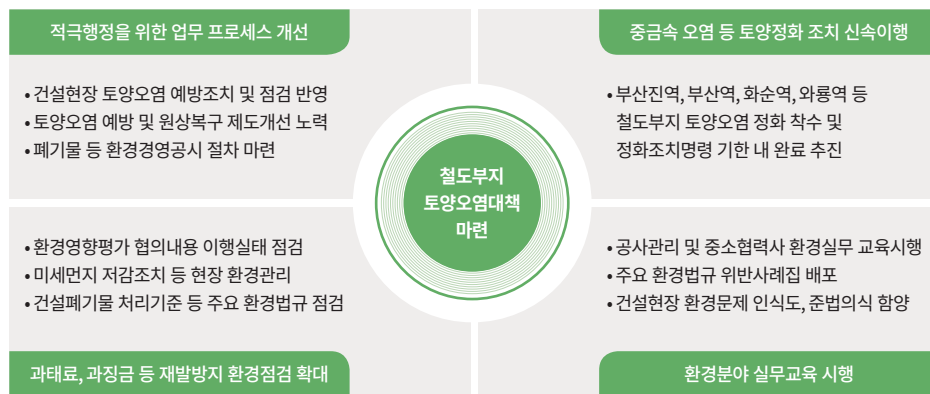 적극행정을 위한 업무 프로세스 개선
• 건설현장 토양오염 예방조치 및 점검 반영
• 토양오염 예방 및 원상복구 제도개선 노력
• 폐기물 등 환경경영공시 절차 마련
중금속 오염 등 토양정화 조치 신속이행
• 부산진역, 부산역, 화순역, 와룡역 등
철도부지 토양오염 정화 착수 및
정화조치명령 기한 내 완료 추진
철도부지
토양오염대책
마련
• 환경영향평가 협의내용 이행실태 점검
• 미세먼지 저감조치 등 현장 환경관리
• 건설폐기물 처리기준 등 주요 환경법규 점검
과태료, 과징금 등 재발방지 환경점검 확대
• 공사관리 및 중소협력사 환경실무 교육시행
• 주요 환경법규 위반사례집 배포
• 건설현장 환경문제 인식도, 준법의식 함양
환경분야 실무교육 시행